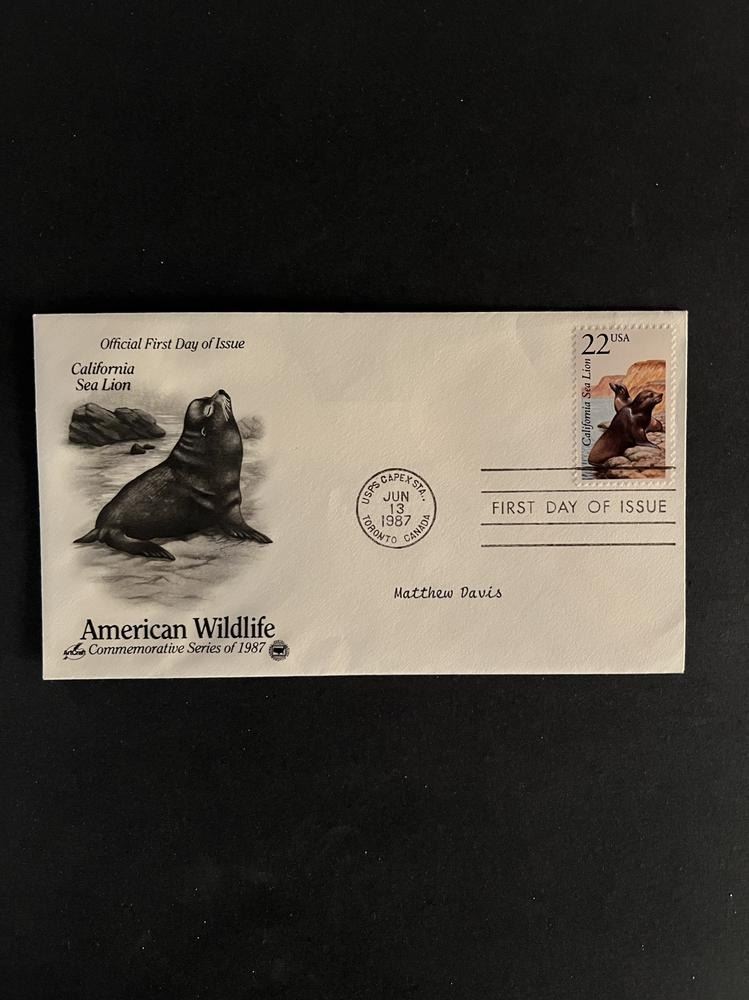 Official First Day of Issue
California
Sea Lion
22 USA
California Sea Lion
USPS CAPEX STA.
JUN
13
1987
TORONTO CANADA
FIRST DAY OF ISSUE
Matthew Davis
American Wildlife
ArtCraft
Commemorative Series of 1987